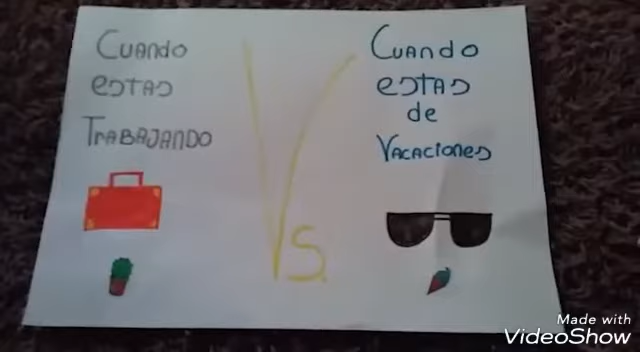 Cuando
estas
Trabajando
Vs.
Cuando
estas
de
Vacaciones
Made with
VideoShow